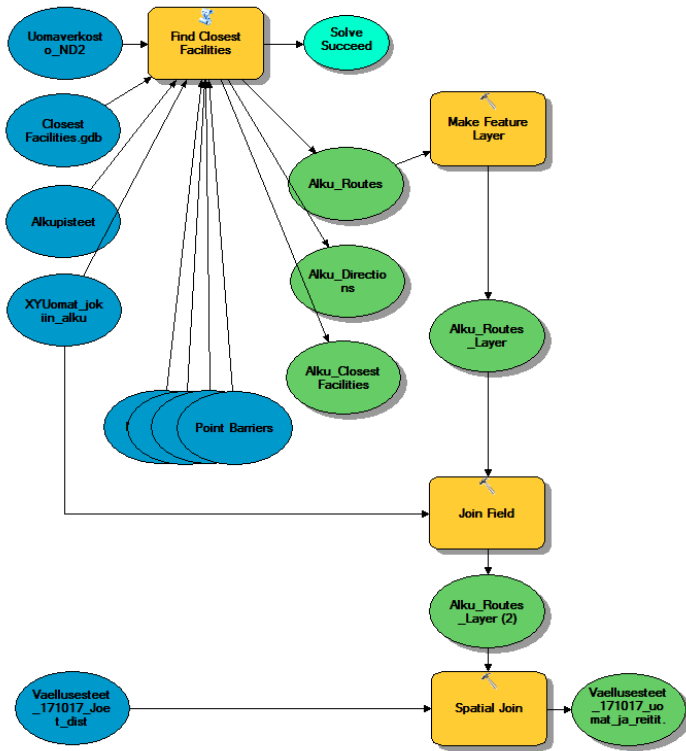 Uomaverkost
o_ND2
Find Closest
Facilities
Solve
Succeed
Closest
Facilities.gdb
Make Feature
Layer
Alku_Routes
Alkupisteet
Alku_Directio
ns
XYUomat_jok
iin_alku
Alku_Routes
_Layer
Alku_Closest
Facilities
Point Barriers
Join Field
Alku_Routes
_Layer (2)
Vaellusesteet
_171017_Joe
t_dist
Spatial Join
Vaellusesteet
_171017_uo
mat_ja_reitit.